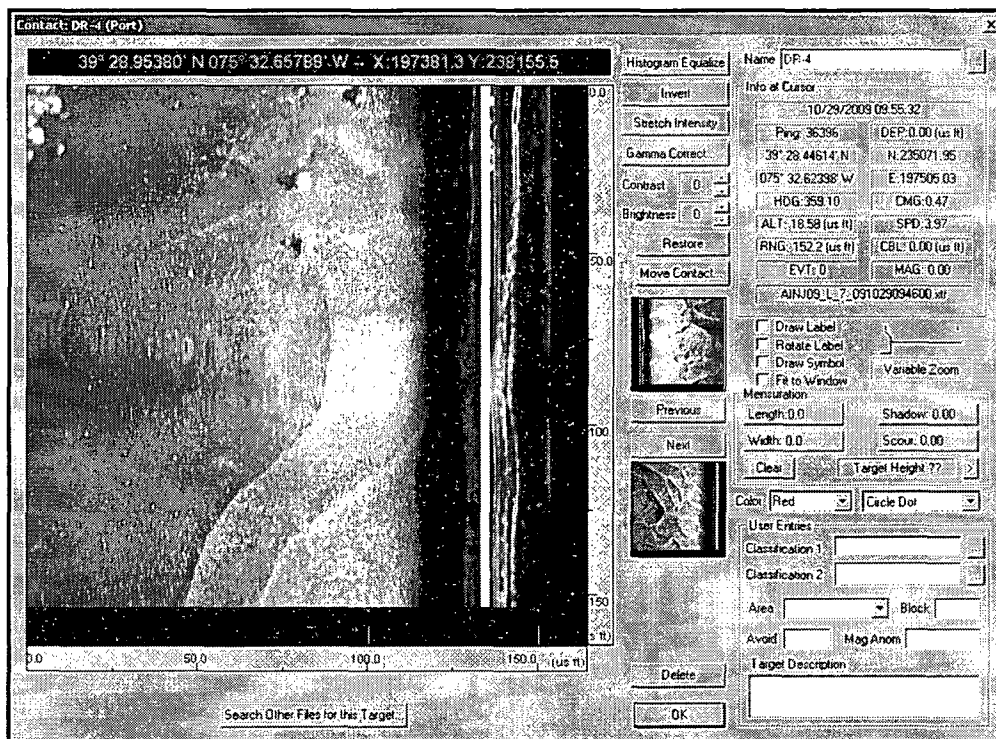 Contact: DR-4 (Port)
39° 28.95380' N 075° 32.65789' W -- X:197381.3 Y:238155.5
0.0
50.0
100
150
s ft)
0.0
50.0
100.0
150.0
(us ft)
Search Other Files for this Target...
Histogram Equalize
Invert
Stretch Intensity
Gamma Correct...
Contrast 0
Brightness 0
Restore
Move Contact...
Previous
Next
Delete
OK
Name DR-4
Info at Cursor
10/29/2009 09:55:32
Ping: 36396 DEP:0.00 (us ft)
39° 28.44614' N N:235071.95
075° 32.62398' W E:197505.03
HDG:359.10 CMG:0.47
ALT: 18.58 (us ft) SPD:3.97
RNG:-152.2 (us ft) CBL: 0.00 (us ft)
EVT: 0 MAG: 0.00
AINJ09_L_7_091029094600.xtf
Draw Label
Rotate Label
Draw Symbol
Fit to Window
Variable Zoom
Mensuration
Length:0.0 Shadow: 0.00
Width: 0.0 Scour: 0.00
Clear Target Height ?? >
Color Red Circle Dot
User Entries
Classification 1
Classification 2
Area Block
Avoid Mag Anom
Target Description